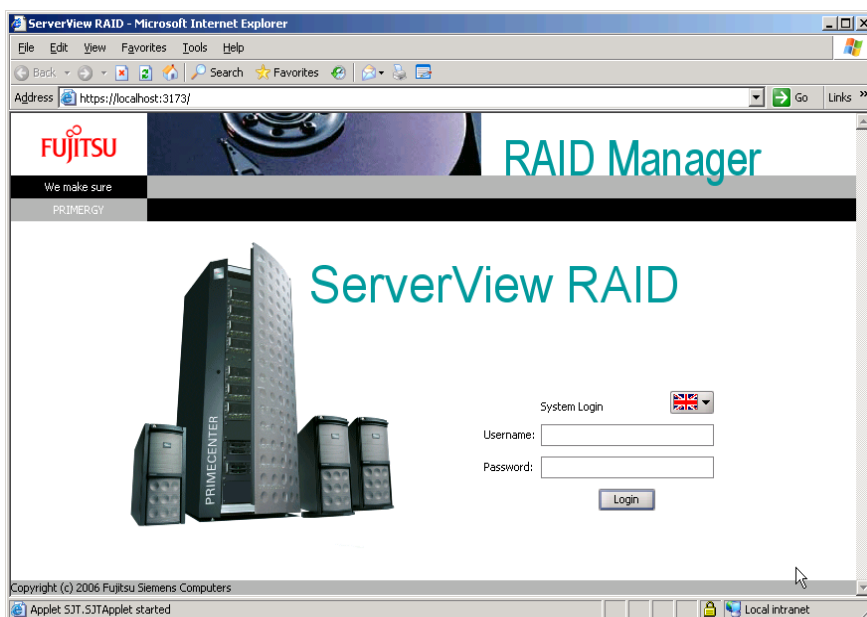 ServerView RAID - Microsoft Internet Explorer
File Edit View Favorites Tools Help
Back Search Favorites
Address https://localhost:3173/ Go Links »
FUJITSU
RAID Manager
We make sure
PRIMERGY
ServerView RAID
PRIMECENTER
System Login
Username:
Password:
Login
Copyright (c) 2006 Fujitsu Siemens Computers
Applet SJT.SJTApplet started Local intranet